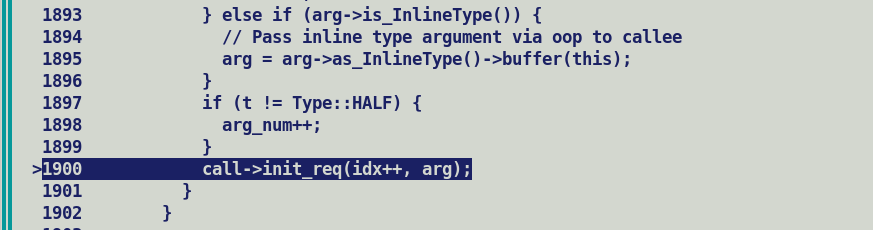 1893            } else if (arg->is_InlineType()) {
1894              // Pass inline type argument via oop to callee
1895              arg = arg->as_InlineType()->buffer(this);
1896            }
1897            if (t != Type::HALF) {
1898              arg_num++;
1899            }
>1900            call->init_req(idx++, arg);
1901          }
1902        }